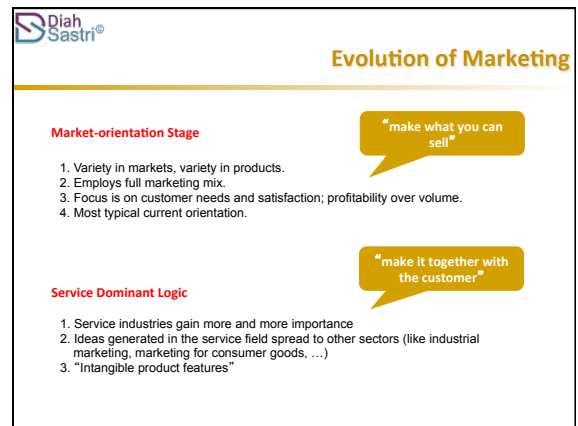 Diah
Sastri©
Evolution of Marketing
Market-orientation Stage
“make what you can
sell”
1. Variety in markets, variety in products.
2. Employs full marketing mix.
3. Focus is on customer needs and satisfaction; profitability over volume.
4. Most typical current orientation.
“make it together with
the customer”
Service Dominant Logic
1. Service industries gain more and more importance
2. Ideas generated in the service field spread to other sectors (like industrial
marketing, marketing for consumer goods, …)
3. “Intangible product features”